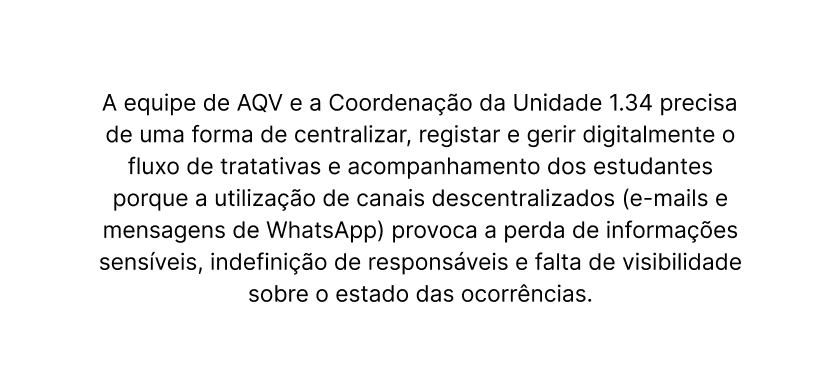 A equipe de AQV e a Coordenação da Unidade 1.34 precisa
de uma forma de centralizar, registar e gerir digitalmente o
fluxo de tratativas e acompanhamento dos estudantes
porque a utilização de canais descentralizados (e-mails e
mensagens de WhatsApp) provoca a perda de informações
sensíveis, indefinição de responsáveis e falta de visibilidade
sobre o estado das ocorrências.